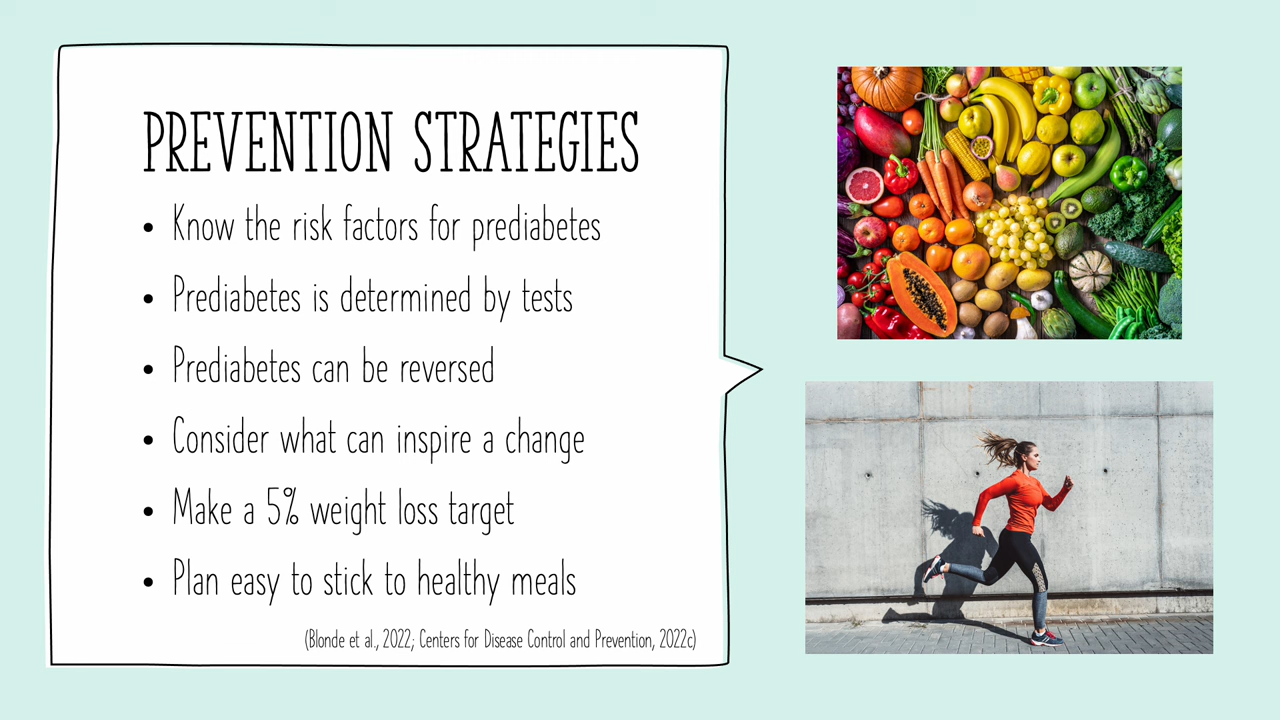 PREVENTION STRATEGIES
• Know the risk factors for prediabetes
• Prediabetes is determined by tests
• Prediabetes can be reversed
• Consider what can inspire a change
• Make a 5% weight loss target
• Plan easy to stick to healthy meals
(Blonde et al., 2022; Centers for Disease Control and Prevention, 2022c)